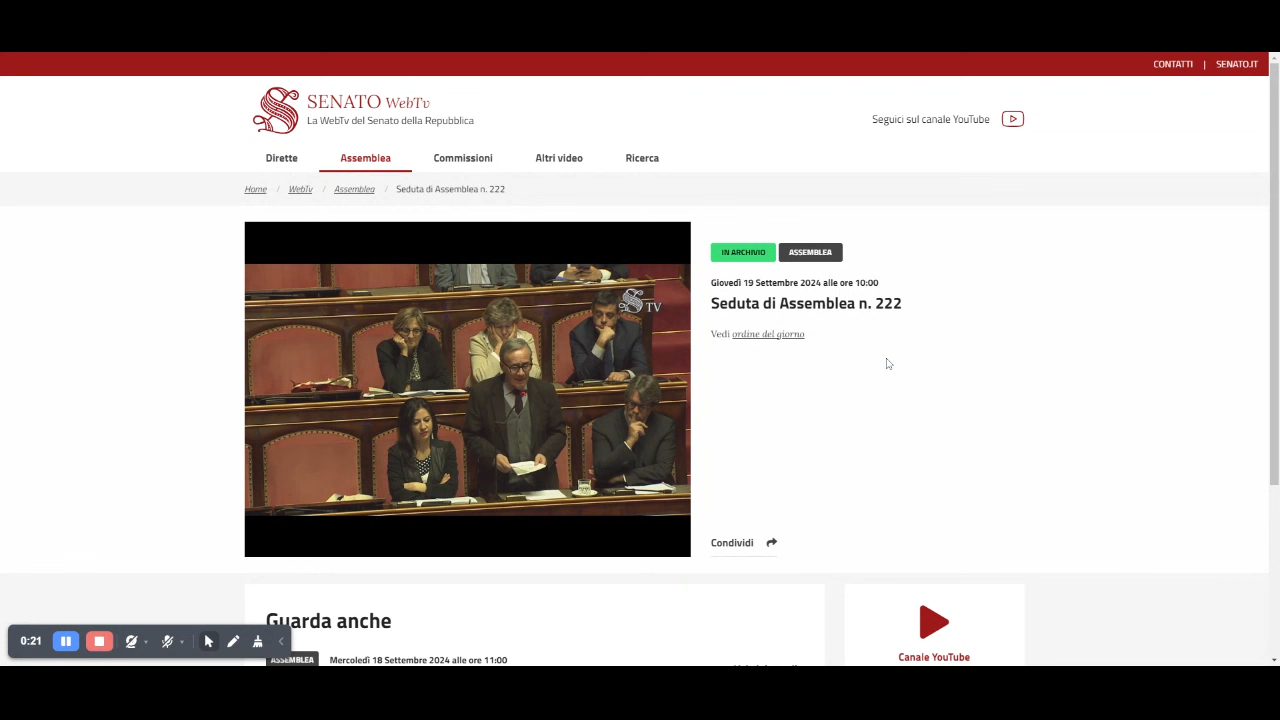 CONTATTI | SENATO.IT
SENATO WebTv
La WebTv del Senato della Repubblica
Seguici sul canale YouTube
Dirette Assemblea Commissioni Altri video Ricerca
Home / WebTv / Assemblea / Seduta di Assemblea n. 222
IN ARCHIVIO ASSEMBLEA
Giovedì 19 Settembre 2024 alle ore 10:00
Seduta di Assemblea n. 222
Vedi ordine del giorno
TV
Condividi
Guarda anche
0:21
ASSEMBLEA Mercoledì 18 Settembre 2024 alle ore 11:00
Canale YouTube